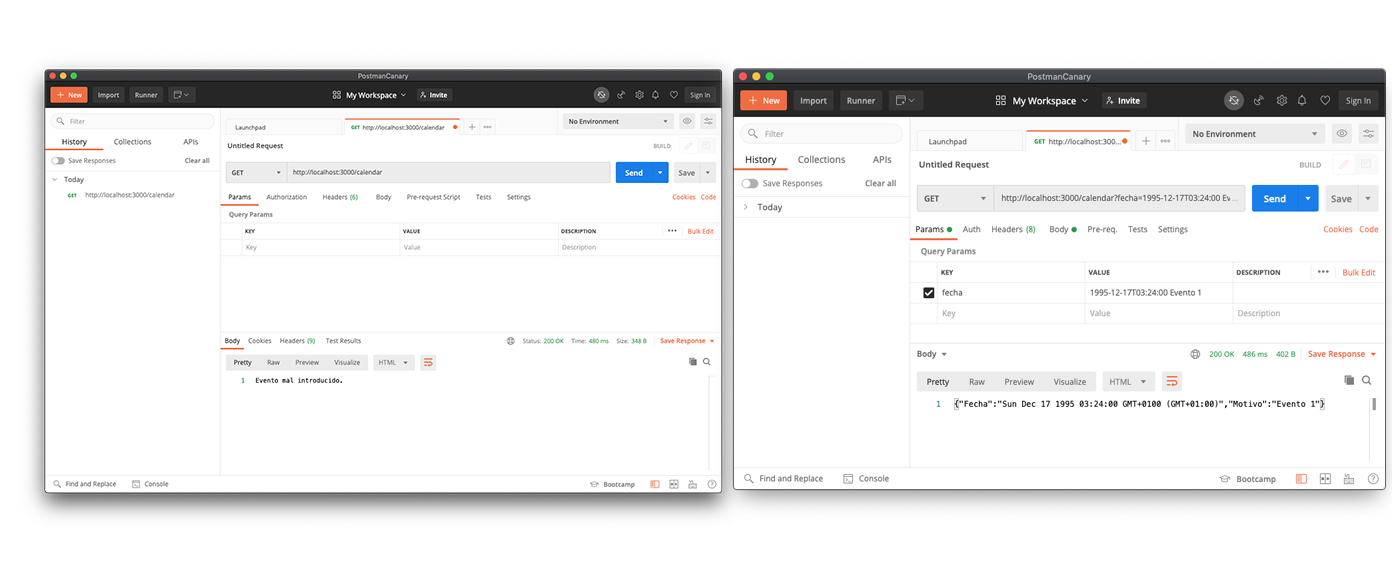 PostmanCanary
+ New Import Runner My Workspace Invite Sign In
Filter
History Collections APIs
Save Responses Clear all
Today
GET http://localhost:3000/calendar
Launchpad GET http://localhost:3000/calendar + ••• No Environment
Untitled Request BUILD
GET http://localhost:3000/calendar Send Save
Params Authorization Headers (6) Body Pre-request Script Tests Settings Cookies Code
Query Params
KEY VALUE DESCRIPTION ••• Bulk Edit
Key Value Description
Body Cookies Headers (9) Test Results Status: 200 OK Time: 480 ms Size: 348 B Save Response
Pretty Raw Preview Visualize HTML
1 Evento mal introducido.
Find and Replace Console Bootcamp
PostmanCanary
+ New Import Runner My Workspace Invite Sign In
Filter
History Collections APIs
Save Responses Clear all
Today
Launchpad GET http://localhost:300... + ••• No Environment
Untitled Request BUILD
GET http://localhost:3000/calendar?fecha=1995-12-17T03:24:00 Ev... Send Save
Params Auth Headers (8) Body Pre-req. Tests Settings Cookies Code
Query Params
KEY VALUE DESCRIPTION ••• Bulk Edit
fecha 1995-12-17T03:24:00 Evento 1
Key Value Description
Body 200 OK 486 ms 402 B Save Response
Pretty Raw Preview Visualize HTML
1 {"Fecha":"Sun Dec 17 1995 03:24:00 GMT+0100 (GMT+01:00)","Motivo":"Evento 1"}
Find and Replace Console Bootcamp